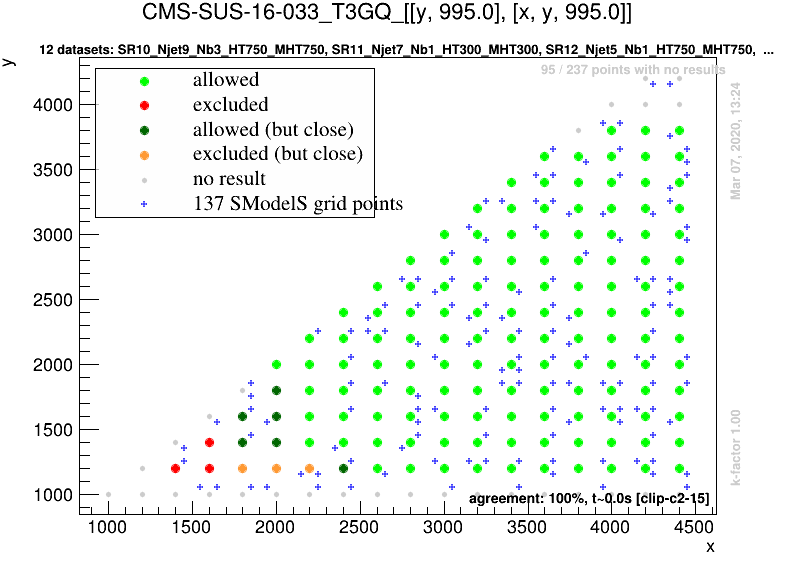 CMS-SUS-16-033_T3GQ_[[y, 995.0], [x, y, 995.0]]
12 datasets: SR10_Njet9_Nb3_HT750_MHT750, SR11_Njet7_Nb1_HT300_MHT300, SR12_Njet5_Nb1_HT750_MHT750, ...
y
95 / 237 points with no results
allowed
excluded
allowed (but close)
excluded (but close)
no result
137 SModelS grid points
Mar 07, 2020, 13:24
k-factor 1.00
4000
3500
3000
2500
2000
1500
1000
agreement: 100%, t~0.0s [clip-c2-15]
1000 1500 2000 2500 3000 3500 4000 4500
x